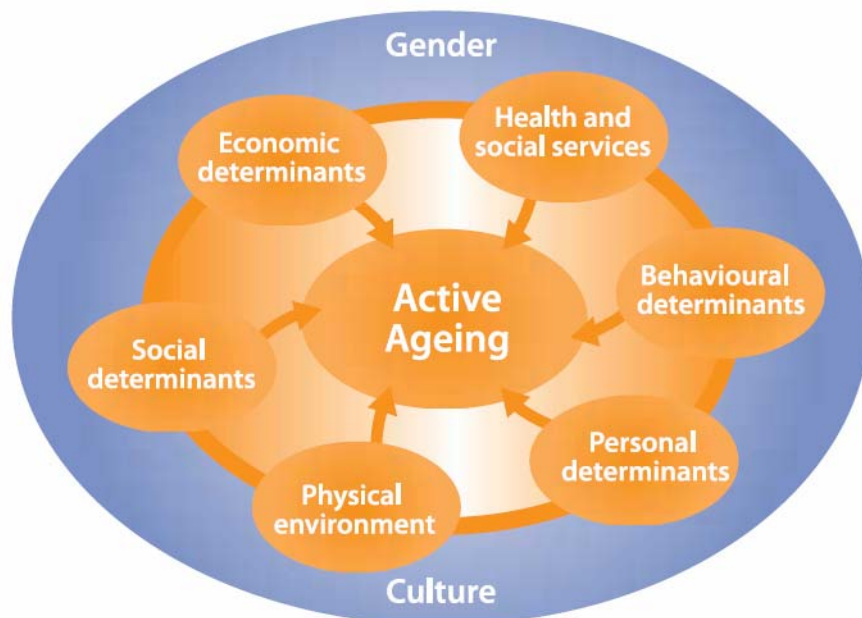 Gender
Economic
determinants
Health and
social services
Behavioural
determinants
Active
Ageing
Social
determinants
Personal
determinants
Physical
environment
Culture